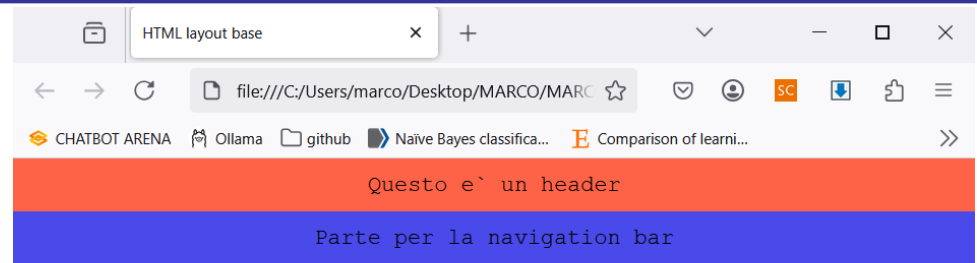 HTML layout base
file:///C:/Users/marco/Desktop/MARCO/MARC
SC
CHATBOT ARENA Ollama github Naïve Bayes classifica... E Comparison of learni...
Questo e` un header
Parte per la navigation bar